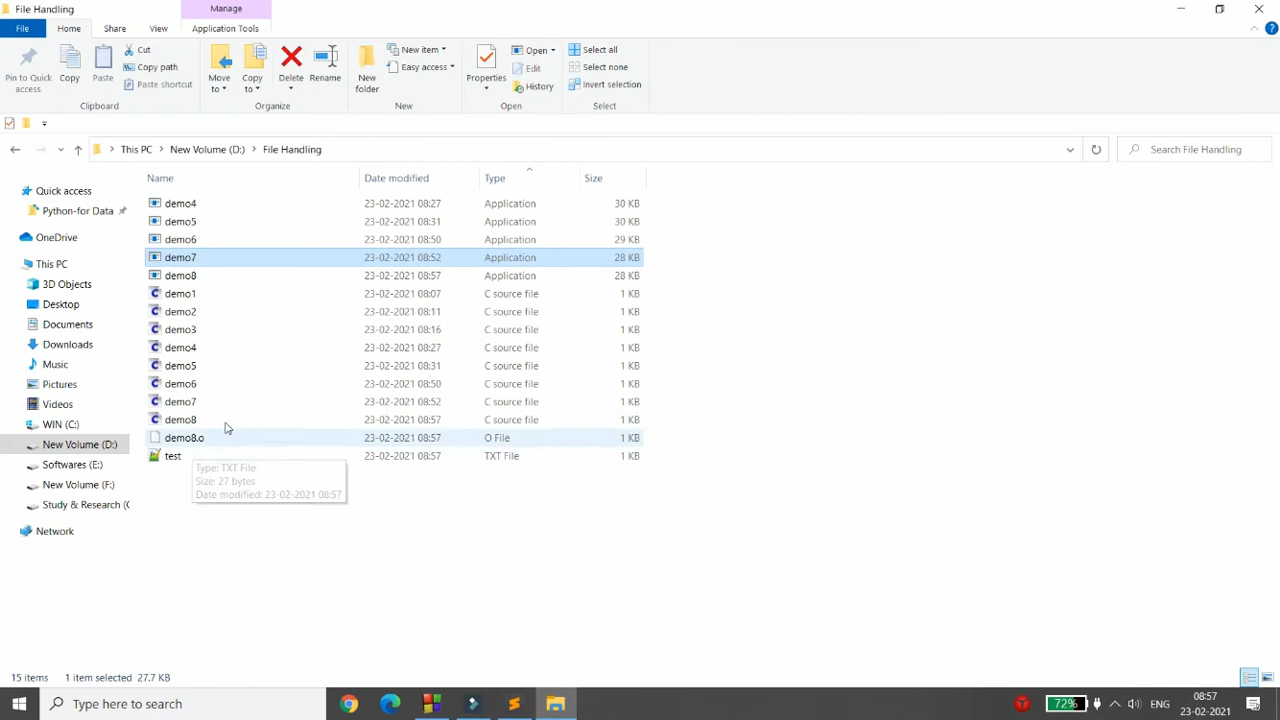 File Handling
Manage
File
Home
Share
View
Application Tools
Pin to Quick access
Copy
Paste
Cut
Copy path
Paste shortcut
Clipboard
Move to
Copy to
Delete
Rename
Organize
New folder
New item
Easy access
New
Properties
Open
Edit
History
Open
Select all
Select none
Invert selection
Select
This PC
New Volume (D:)
File Handling
Search File Handling
Quick access
Python-for Data
OneDrive
This PC
3D Objects
Desktop
Documents
Downloads
Music
Pictures
Videos
WIN (C:)
New Volume (D:)
Softwares (E:)
New Volume (F:)
Study & Research (
Network
Name Date modified Type Size
demo4 23-02-2021 08:27 Application 30 KB
demo5 23-02-2021 08:31 Application 30 KB
demo6 23-02-2021 08:50 Application 29 KB
demo7 23-02-2021 08:52 Application 28 KB
demo8 23-02-2021 08:57 Application 28 KB
demo1 23-02-2021 08:07 C source file 1 KB
demo2 23-02-2021 08:11 C source file 1 KB
demo3 23-02-2021 08:16 C source file 1 KB
demo4 23-02-2021 08:27 C source file 1 KB
demo5 23-02-2021 08:31 C source file 1 KB
demo6 23-02-2021 08:50 C source file 1 KB
demo7 23-02-2021 08:52 C source file 1 KB
demo8 23-02-2021 08:57 C source file 1 KB
demo8.o 23-02-2021 08:57 O File 1 KB
test 23-02-2021 08:57 TXT File 1 KB
Type: TXT File
Size: 27 bytes
Date modified: 23-02-2021 08:57
15 items 1 item selected 27.7 KB
Type here to search
72%
ENG
08:57
23-02-2021